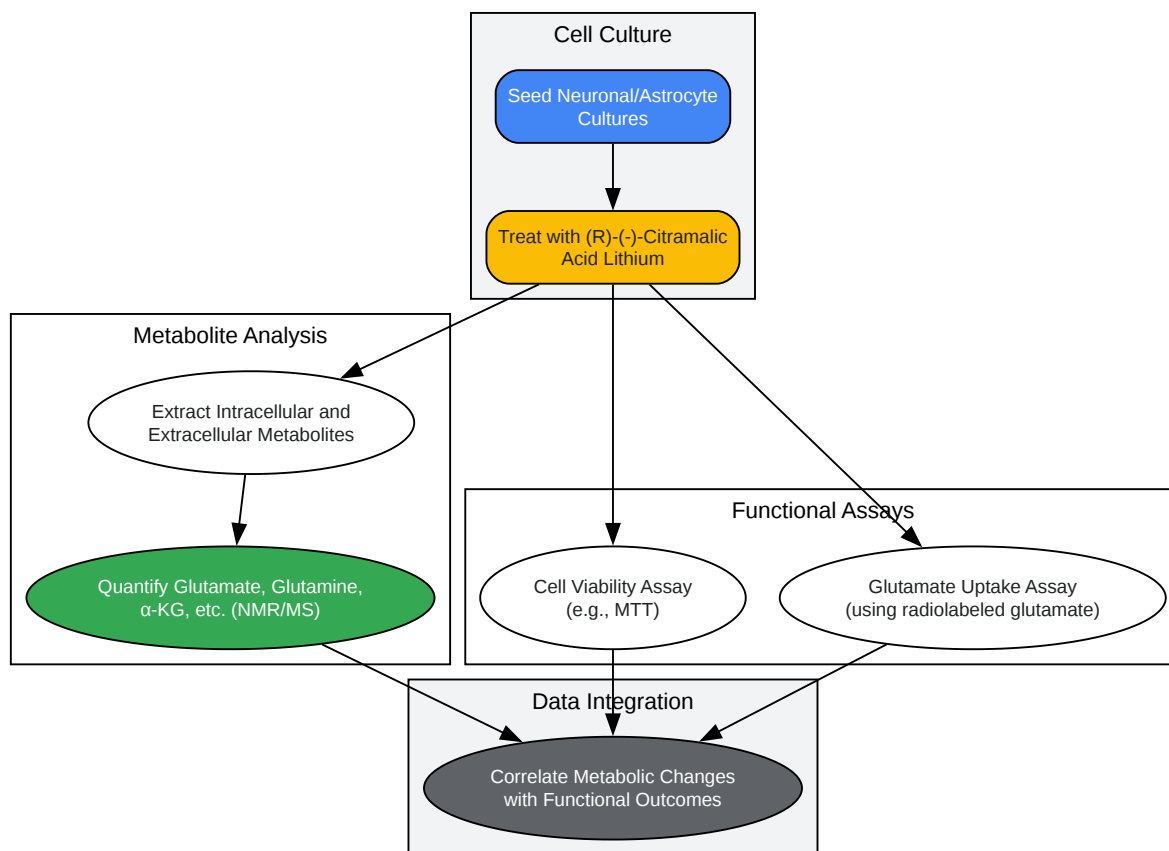 Cell Culture
Seed Neuronal/Astrocyte
Cultures
Treat with (R)-(-)-Citramalic
Acid Lithium
Metabolite Analysis
Extract Intracellular and
Extracellular Metabolites
Quantify Glutamate, Glutamine,
α-KG, etc. (NMR/MS)
Functional Assays
Cell Viability Assay
(e.g., MTT)
Glutamate Uptake Assay
(using radiolabeled glutamate)
Data Integration
Correlate Metabolic Changes
with Functional Outcomes